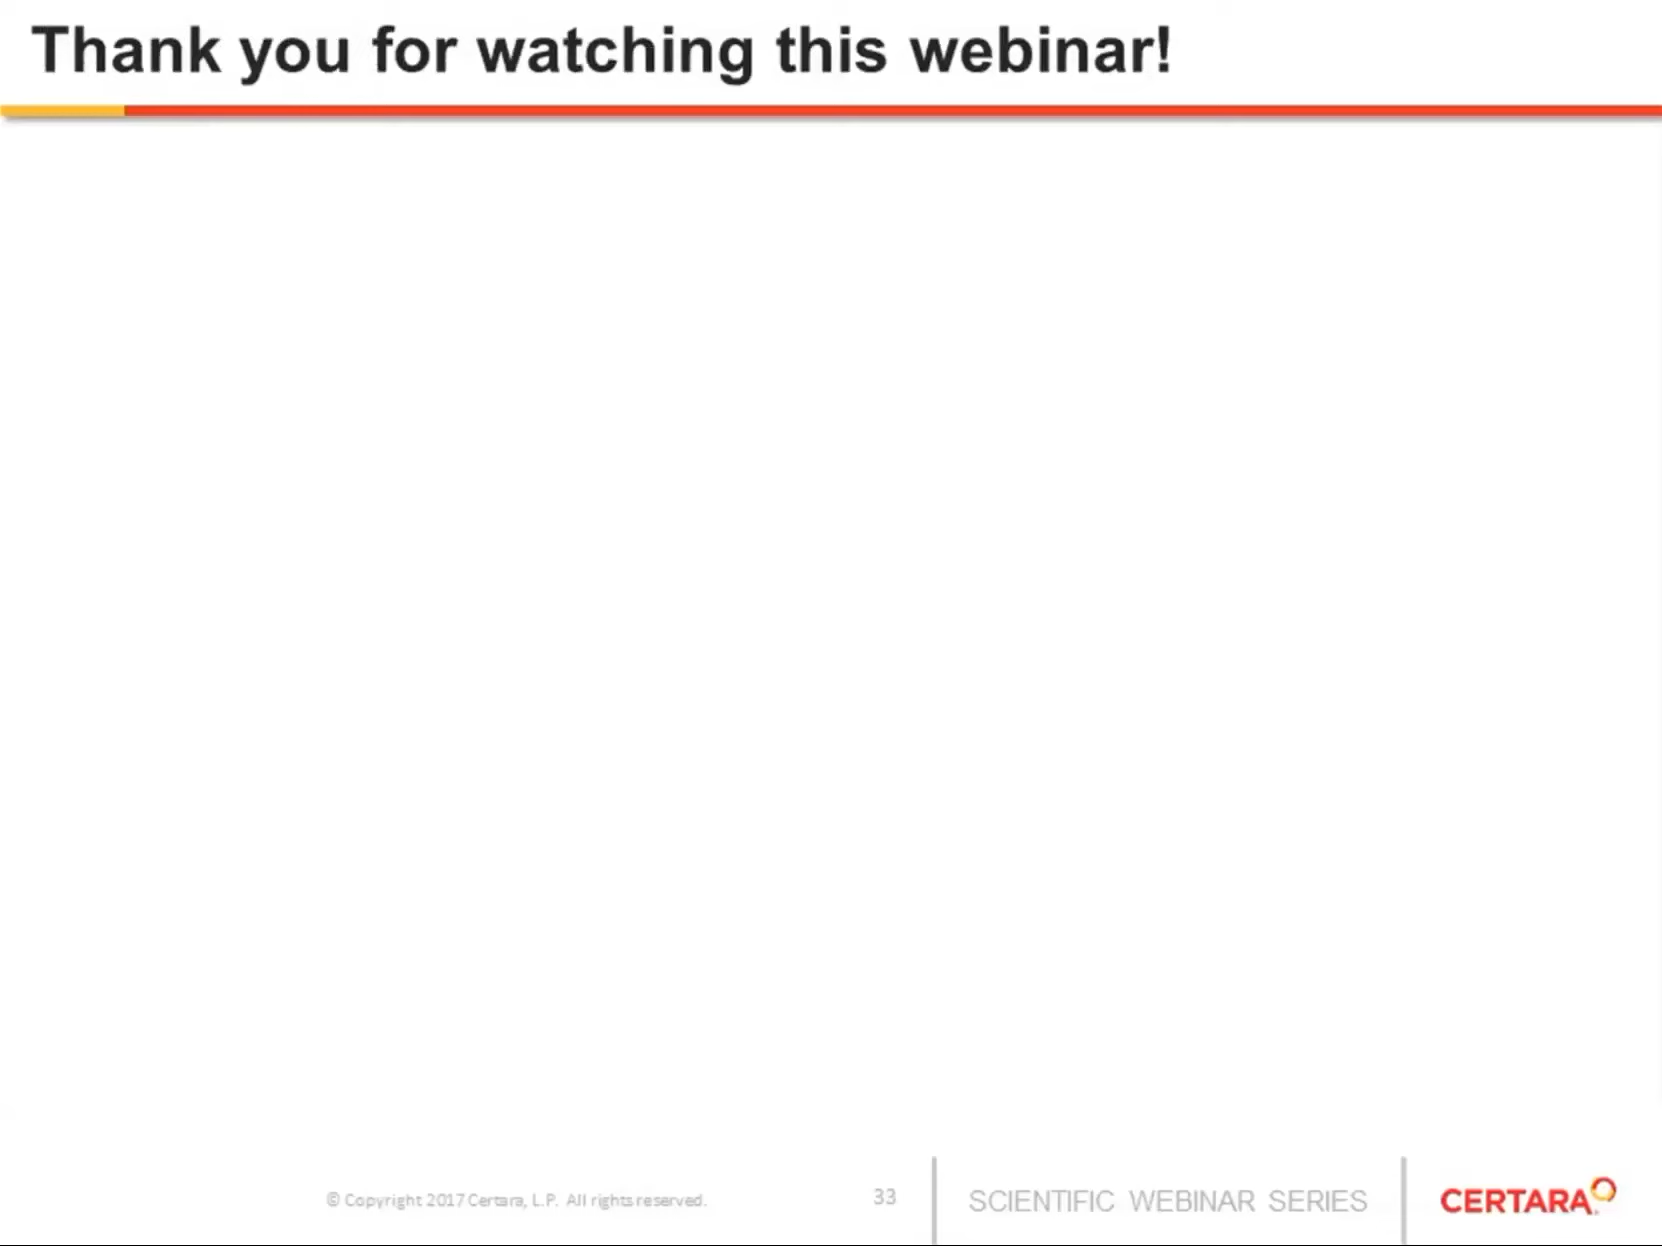 Thank you for watching this webinar!
© Copyright 2017 Certara, L.P. All rights reserved.
33
SCIENTIFIC WEBINAR SERIES
CERTARA